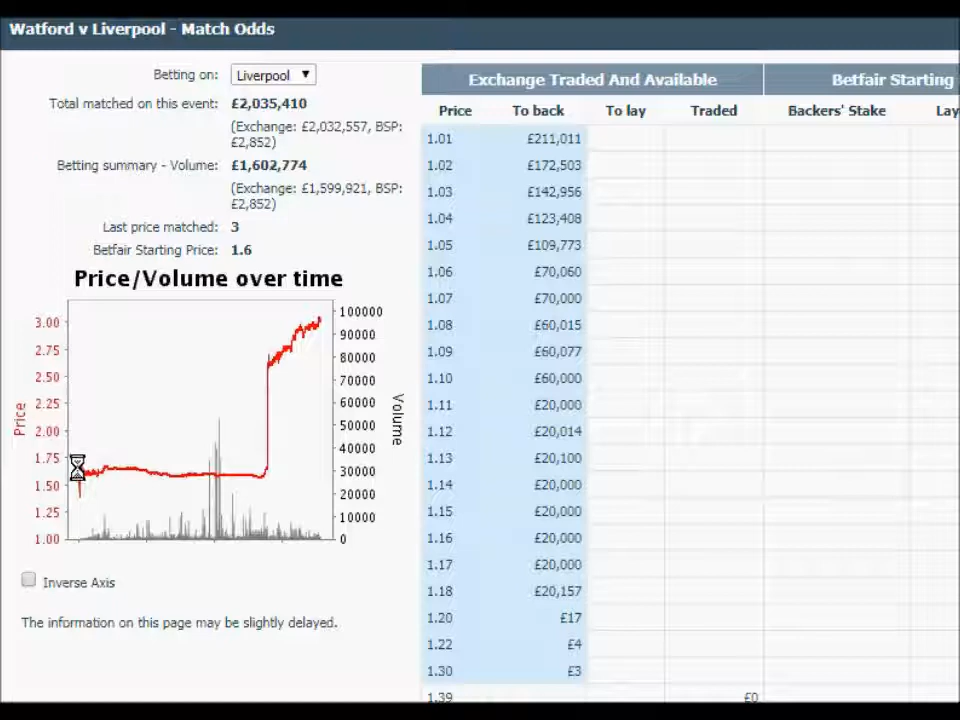 Watford v Liverpool - Match Odds
Betting on: Liverpool
Total matched on this event: £2,035,410
(Exchange: £2,032,557, BSP:
£2,852)
Betting summary - Volume: £1,602,774
(Exchange: £1,599,921, BSP:
£2,852)
Last price matched: 3
Betfair Starting Price: 1.6
Price/Volume over time
3.00
2.75
2.50
2.25
2.00
1.75
1.50
1.25
1.00
Price
100000
90000
80000
70000
60000
50000
40000
30000
20000
10000
0
Volume
Inverse Axis
The information on this page may be slightly delayed.
Exchange Traded And Available Betfair Starting
Price To back To lay Traded Backers' Stake Lay
1.01 £211,011
1.02 £172,503
1.03 £142,956
1.04 £123,408
1.05 £109,773
1.06 £70,060
1.07 £70,000
1.08 £60,015
1.09 £60,077
1.10 £60,000
1.11 £20,000
1.12 £20,014
1.13 £20,100
1.14 £20,000
1.15 £20,000
1.16 £20,000
1.17 £20,000
1.18 £20,157
1.20 £17
1.22 £4
1.30 £3
1.39 £0